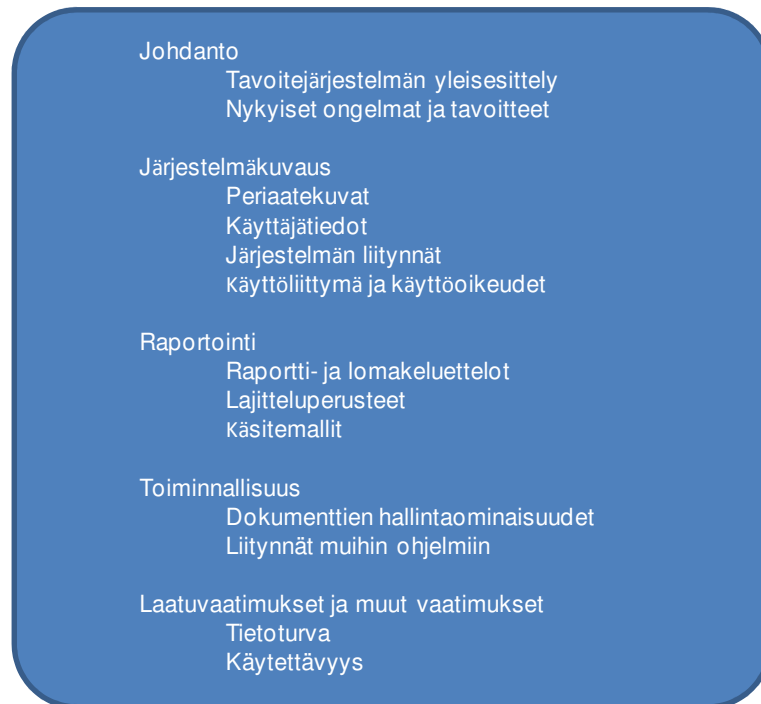 Johdanto
Tavoitejärjestelmän yleisesittely
Nykyiset ongelmat ja tavoitteet
Järjestelmäkuvaus
Periaatekuvat
Käyttäjätiedot
Järjestelmän liitynnät
Käyttöliittymä ja käyttöoikeudet
Raportointi
Raportti- ja lomakeluettelot
Lajitteluperusteet
Käsitemallit
Toiminnallisuus
Dokumenttien hallintaominaisuudet
Liitynnät muihin ohjelmiin
Laatuvaatimukset ja muut vaatimukset
Tietoturva
Käytettävyys